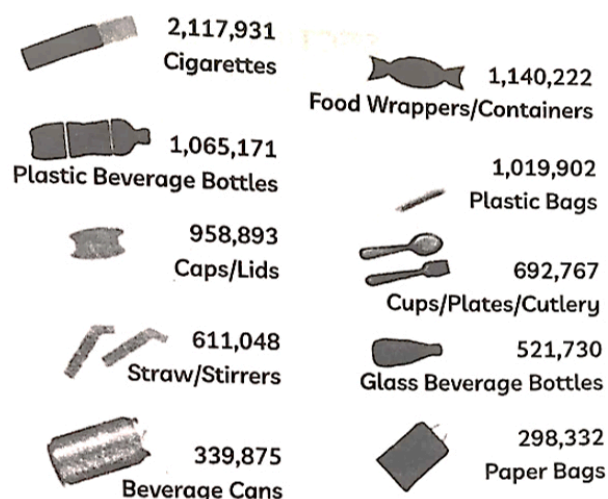 2,117,931
Cigarettes
1,140,222
Food Wrappers/Containers
1,065,171
Plastic Beverage Bottles
1,019,902
Plastic Bags
958,893
Caps/Lids
692,767
Cups/Plates/Cutlery
611,048
Straw/Stirrers
521,730
Glass Beverage Bottles
339,875
Beverage Cans
298,332
Paper Bags